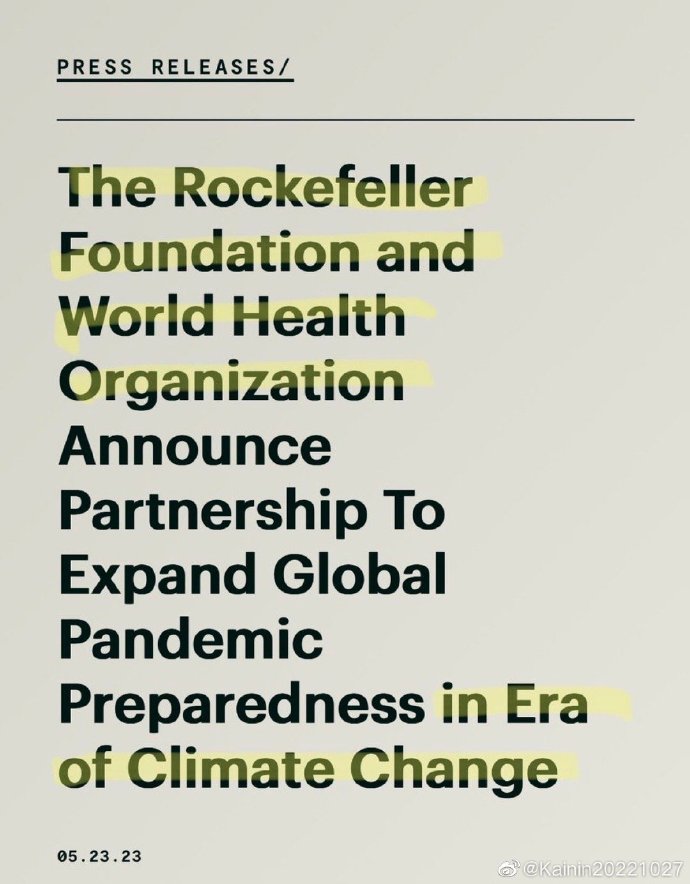 PRESS RELEASES/
The Rockefeller
Foundation and
World Health
Organization
Announce
Partnership To
Expand Global
Pandemic
Preparedness in Era
of Climate Change
05.23.23
@Kainin20221027